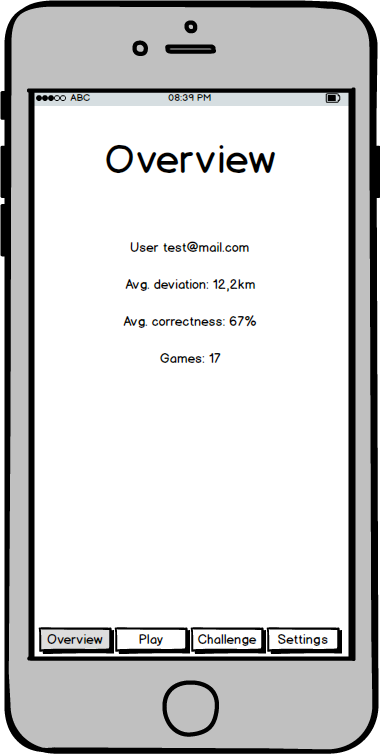 ABC 08:39 PM
Overview
User test@mail.com
Avg. deviation: 12,2km
Avg. correctness: 67%
Games: 17
Overview Play Challenge Settings